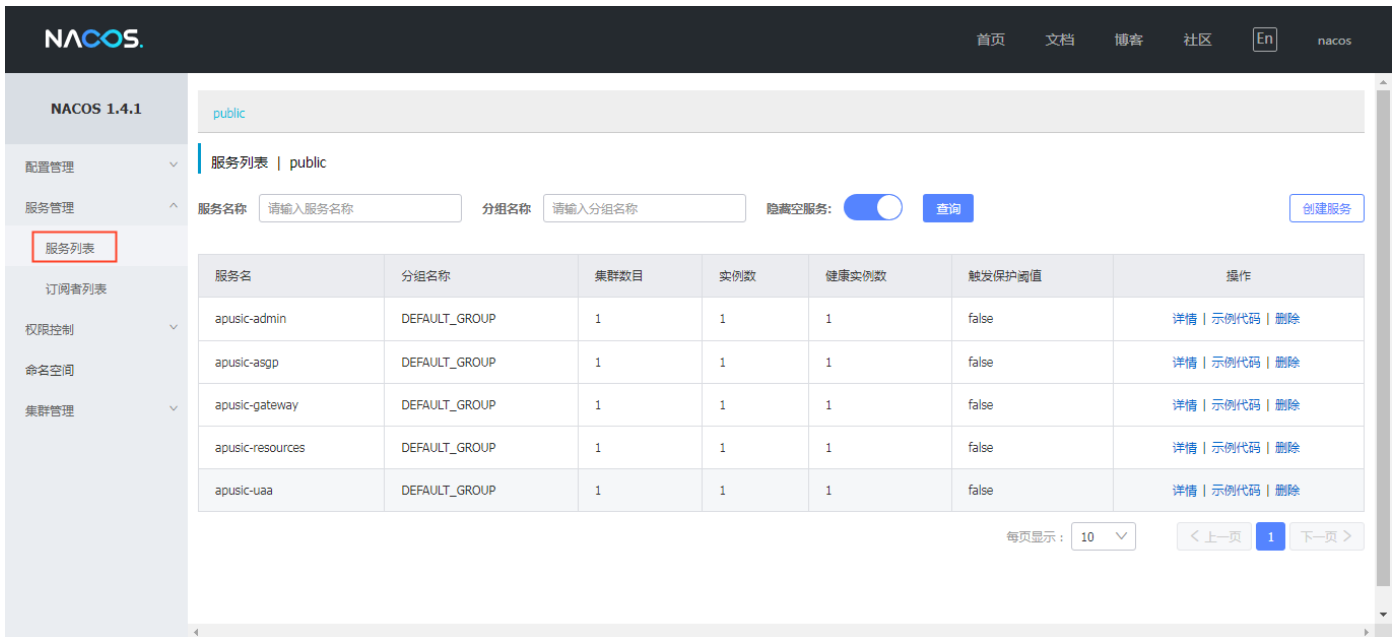 NACOS.
首页 文档 博客 社区 En nacos
NACOS 1.4.1
配置管理
服务管理
服务列表
订阅者列表
权限控制
命名空间
集群管理
public
服务列表 | public
服务名称 请输入服务名称 分组名称 请输入分组名称 隐藏空服务: 查询 创建服务
服务名 分组名称 集群数目 实例数 健康实例数 触发保护阈值 操作
apusic-admin DEFAULT_GROUP 1 1 1 false 详情 | 示例代码 | 删除
apusic-asgp DEFAULT_GROUP 1 1 1 false 详情 | 示例代码 | 删除
apusic-gateway DEFAULT_GROUP 1 1 1 false 详情 | 示例代码 | 删除
apusic-resources DEFAULT_GROUP 1 1 1 false 详情 | 示例代码 | 删除
apusic-uaa DEFAULT_GROUP 1 1 1 false 详情 | 示例代码 | 删除
每页显示: 10 上一页 1 下一页